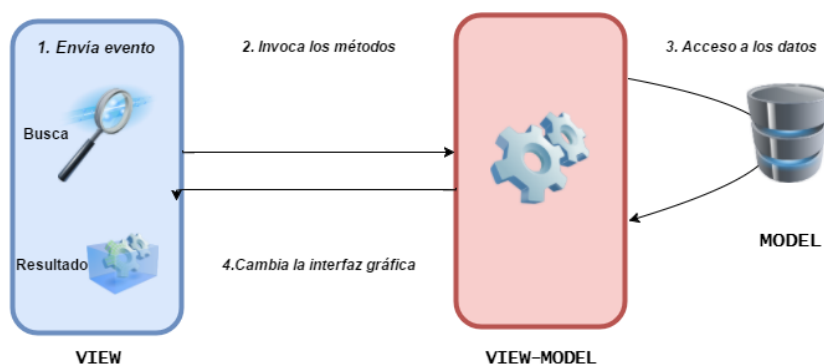 1. Envía evento
2. Invoca los métodos
3. Acceso a los datos
Busca
Resultado
4.Cambia la interfaz gráfica
MODEL
VIEW
VIEW-MODEL